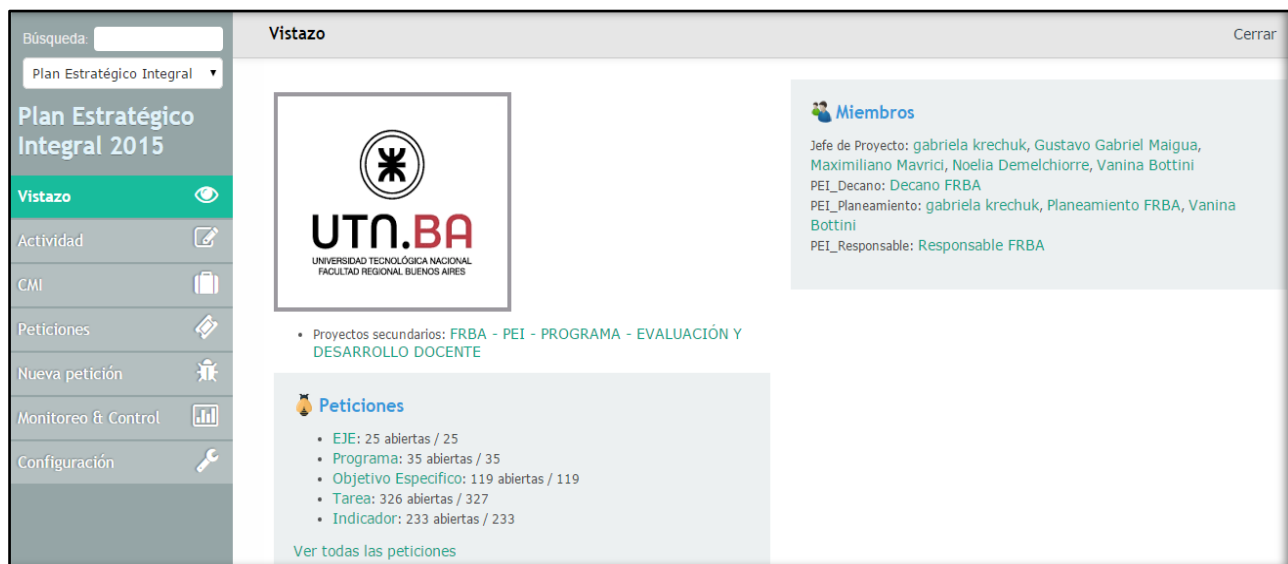 Búsqueda:
Plan Estratégico Integral
Plan Estratégico
Integral 2015
Vistazo
Actividad
CMI
Peticiones
Nueva petición
Monitoreo & Control
Configuración
Vistazo
Cerrar
UTN.BA
UNIVERSIDAD TECNOLÓGICA NACIONAL
FACULTAD REGIONAL BUENOS AIRES
Proyectos secundarios: FRBA - PEI - PROGRAMA - EVALUACIÓN Y
DESARROLLO DOCENTE
Peticiones
EJE: 25 abiertas / 25
Programa: 35 abiertas / 35
Objetivo Especifico: 119 abiertas / 119
Tarea: 326 abiertas / 327
Indicador: 233 abiertas / 233
Ver todas las peticiones
Miembros
Jefe de Proyecto: gabriela krechuk, Gustavo Gabriel Maigua,
Maximiliano Mavrici, Noelia Demelchiorre, Vanina Bottini
PEI_Decano: Decano FRBA
PEI_Planeamiento: gabriela krechuk, Planeamiento FRBA, Vanina
Bottini
PEI_Responsable: Responsable FRBA